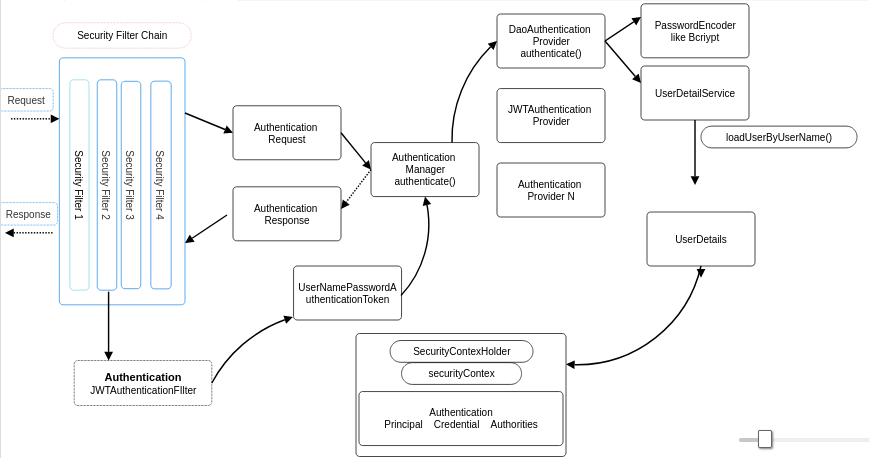 Security Filter Chain
Request
Response
Security Filter 1
Security Filter 2
Security Filter 3
Security Filter 4
Authentication
Request
Authentication
Response
Authentication
Manager
authenticate()
DaoAuthentication
Provider
authenticate()
JWTAuthentication
Provider
Authentication
Provider N
PasswordEncoder
like Bcriypt
UserDetailService
loadUserByUserName()
UserDetails
UserNamePasswordA
uthenticationToken
Authentication
JWTAuthenticationFIlter
SecurityContexHolder
securityContex
Authentication
Principal Credential Authorities